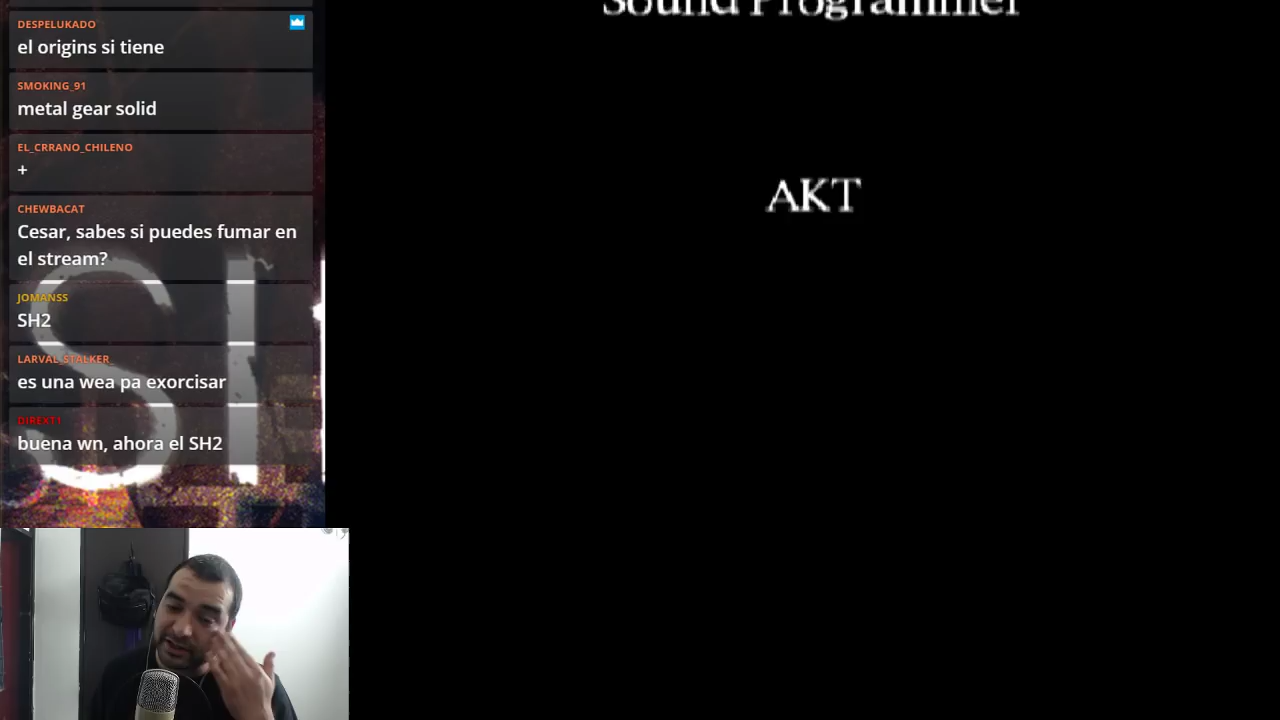 DESPELUKADO
el origins si tiene
SMOKING_91
metal gear solid
EL_CRRANO_CHILENO
+
CHEWBACAT
Cesar, sabes si puedes fumar en
el stream?
JOMANSS
SH2
LARVAL_STALKER
es una wea pa exorcisar
DIREXT1
buena wn, ahora el SH2
Sound Programmer
AKT